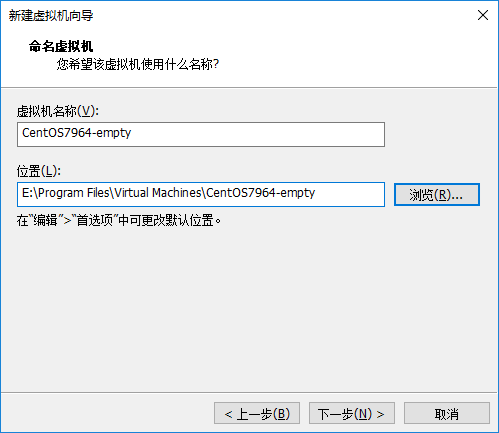 新建虚拟机向导
命名虚拟机
您希望该虚拟机使用什么名称?
虚拟机名称(V):
CentOS7964-empty
位置(L):
E:\Program Files\Virtual Machines\CentOS7964-empty
浏览(R)...
在“编辑”>“首选项”中可更改默认位置。
< 上一步(B)
下一步(N) >
取消